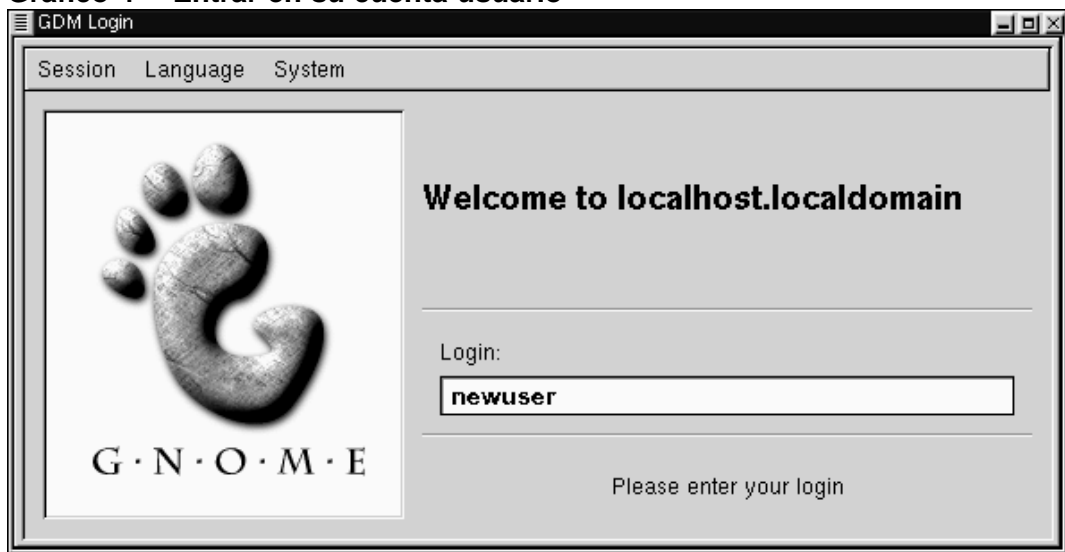 GDM Login
Session Language System
Welcome to localhost.localdomain
Login:
newuser
G·N·O·M·E
Please enter your login